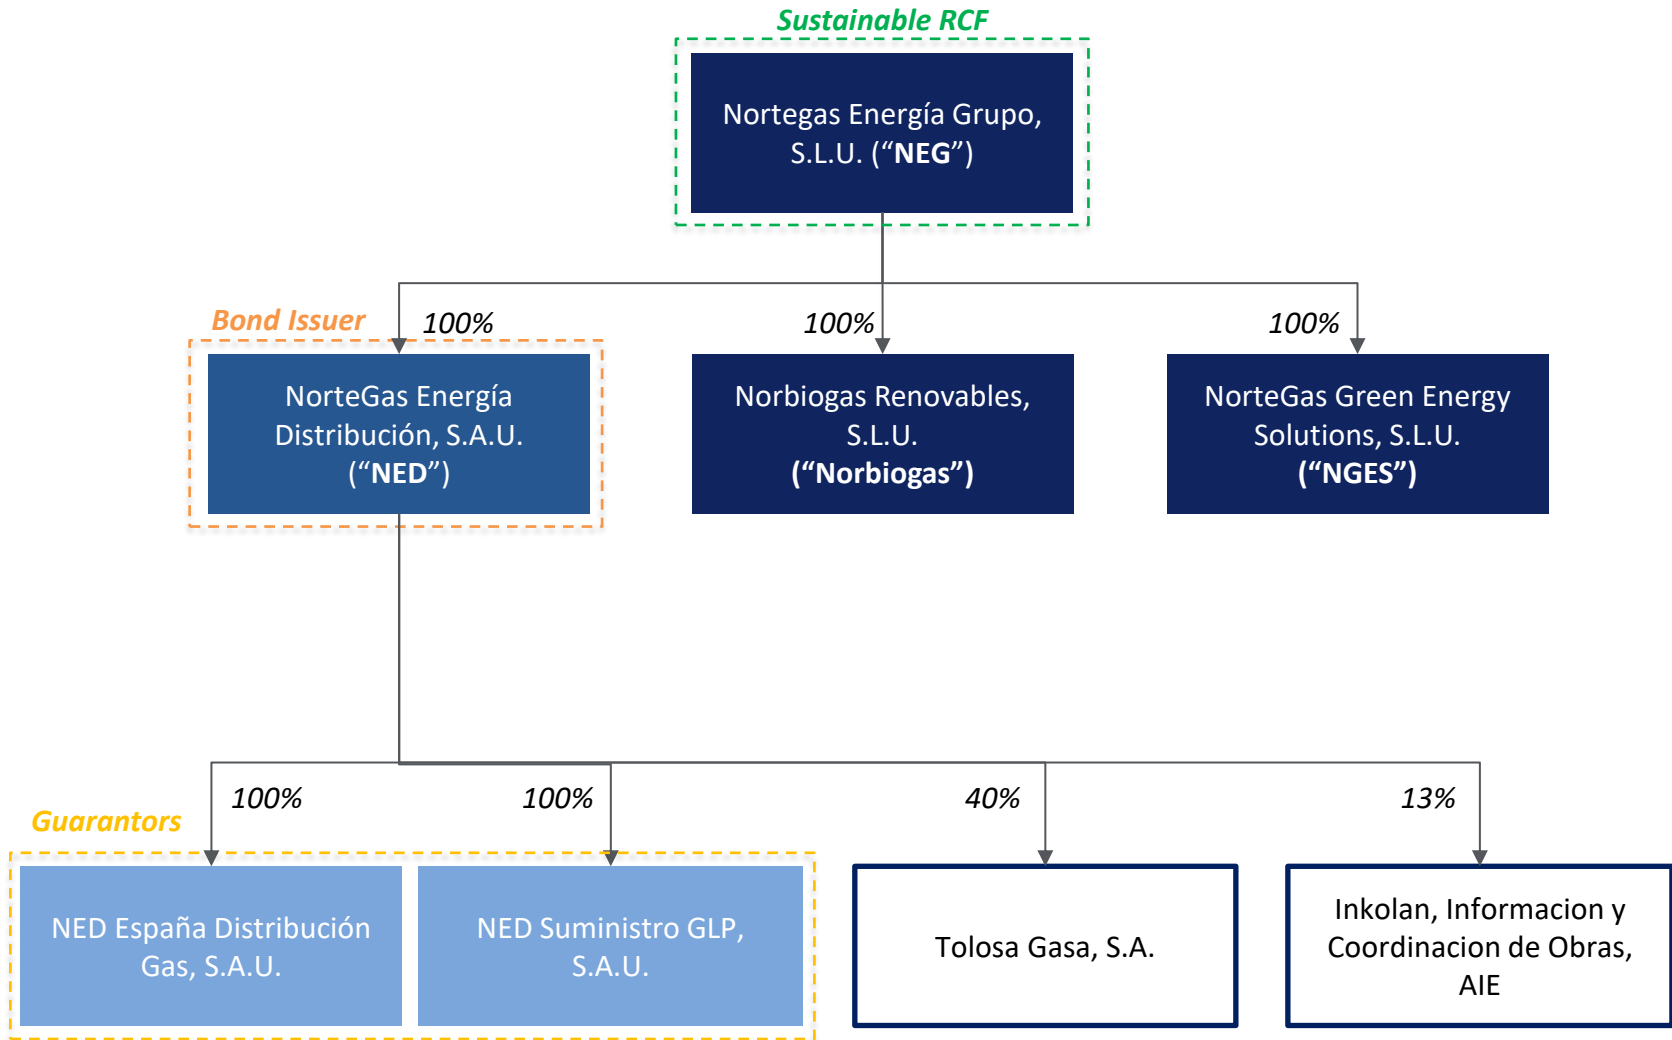 Sustainable RCF
Nortegas Energía Grupo,
S.L.U. (“NEG”)
Bond Issuer
100%
100%
100%
NorteGas Energía
Distribución, S.A.U.
(“NED”)
Norbiogas Renovables,
S.L.U.
(“Norbiogas”)
NorteGas Green Energy
Solutions, S.L.U.
(“NGES”)
100%
100%
40%
13%
Guarantors
NED España Distribución
Gas, S.A.U.
NED Suministro GLP,
S.A.U.
Tolosa Gasa, S.A.
Inkolan, Informacion y
Coordinacion de Obras,
AIE